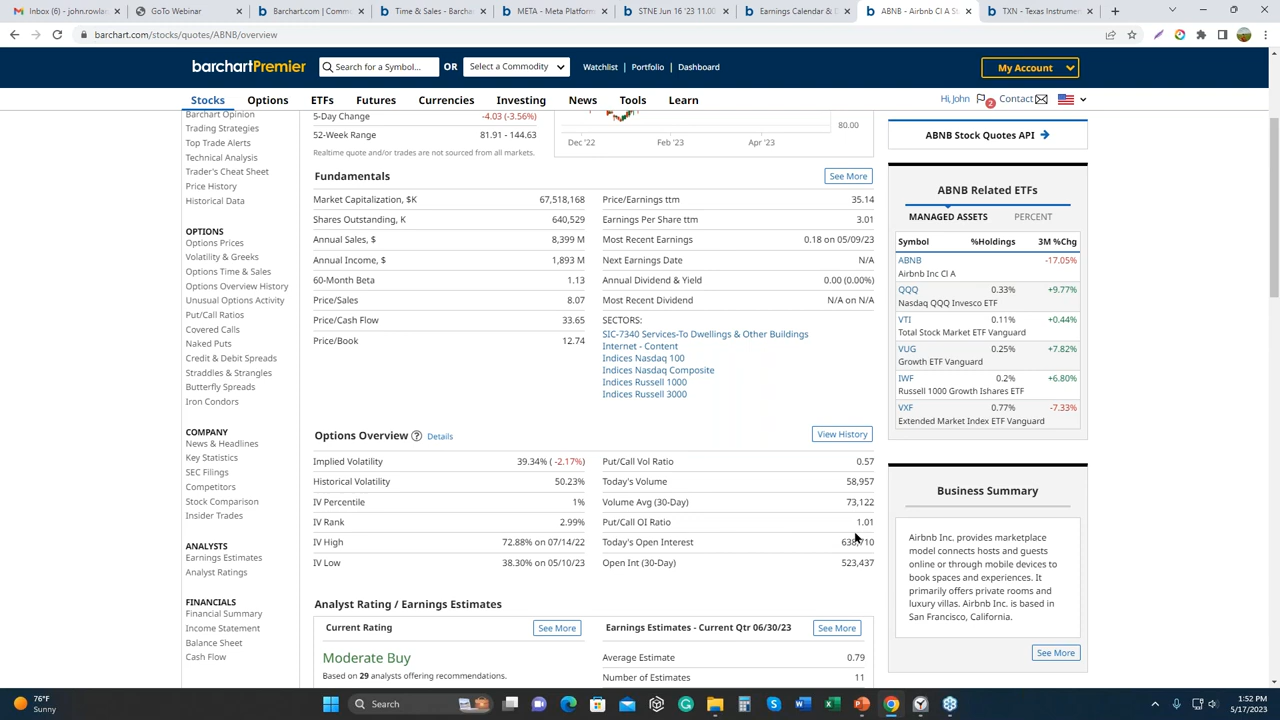 Inbox (6) - john.rowlan
GoTo Webinar
Barchart.com | Commo
Time & Sales - Barchar
META - Meta Platform
STNE Jun 16 '23 11.00
Earnings Calendar & D
ABNB - Airbnb Cl A St
TXN - Texas Instrumen
barchart.com/stocks/quotes/ABNB/overview
barchartPremier
Search for a Symbol...
OR
Select a Commodity
Watchlist
Portfolio
Dashboard
My Account
Stocks
Options
ETFs
Futures
Currencies
Investing
News
Tools
Learn
Hi, John
2
Contact
Barchart Opinion
Trading Strategies
Top Trade Alerts
Technical Analysis
Trader's Cheat Sheet
Price History
Historical Data
OPTIONS
Options Prices
Volatility & Greeks
Options Time & Sales
Options Overview History
Unusual Options Activity
Put/Call Ratios
Covered Calls
Naked Puts
Credit & Debit Spreads
Straddles & Strangles
Butterfly Spreads
Iron Condors
COMPANY
News & Headlines
Key Statistics
SEC Filings
Competitors
Stock Comparison
Insider Trades
ANALYSTS
Earnings Estimates
Analyst Ratings
FINANCIALS
Financial Summary
Income Statement
Balance Sheet
Cash Flow
5-Day Change -4.03 (-3.56%)
52-Week Range 81.91 - 144.63
Realtime quote and/or trades are not sourced from all markets.
80.00
Dec '22 Feb '23 Apr '23
Fundamentals
See More
Market Capitalization, $K 67,518,168
Shares Outstanding, K 640,529
Annual Sales, $ 8,399 M
Annual Income, $ 1,893 M
60-Month Beta 1.13
Price/Sales 8.07
Price/Cash Flow 33.65
Price/Book 12.74
Price/Earnings ttm 35.14
Earnings Per Share ttm 3.01
Most Recent Earnings 0.18 on 05/09/23
Next Earnings Date N/A
Annual Dividend & Yield 0.00 (0.00%)
Most Recent Dividend N/A on N/A
SECTORS:
SIC-7340 Services-To Dwellings & Other Buildings
Internet - Content
Indices Nasdaq 100
Indices Nasdaq Composite
Indices Russell 1000
Indices Russell 3000
Options Overview ? Details
View History
Implied Volatility 39.34% ( -2.17%)
Historical Volatility 50.23%
IV Percentile 1%
IV Rank 2.99%
IV High 72.88% on 07/14/22
IV Low 38.30% on 05/10/23
Put/Call Vol Ratio 0.57
Today's Volume 58,957
Volume Avg (30-Day) 73,122
Put/Call OI Ratio 1.01
Today's Open Interest
Open Int (30-Day) 523,437
Analyst Rating / Earnings Estimates
Current Rating
See More
Moderate Buy
Based on 29 analysts offering recommendations.
Earnings Estimates - Current Qtr 06/30/23
See More
Average Estimate 0.79
Number of Estimates 11
ABNB Stock Quotes API
ABNB Related ETFs
MANAGED ASSETS PERCENT
Symbol %Holdings 3M %Chg
ABNB -17.05%
Airbnb Inc Cl A
QQQ 0.33% +9.77%
Nasdaq QQQ Invesco ETF
VTI 0.11% +0.44%
Total Stock Market ETF Vanguard
VUG 0.25% +7.82%
Growth ETF Vanguard
IWF 0.2% +6.80%
Russell 1000 Growth Ishares ETF
VXF 0.77% -7.33%
Extended Market Index ETF Vanguard
Business Summary
Airbnb Inc. provides marketplace
model connects hosts and guests
online or through mobile devices to
book spaces and experiences. It
primarily offers private rooms and
luxury villas. Airbnb Inc. is based in
San Francisco, California.
See More
76°F
Sunny
Search
1:52 PM
5/17/2023